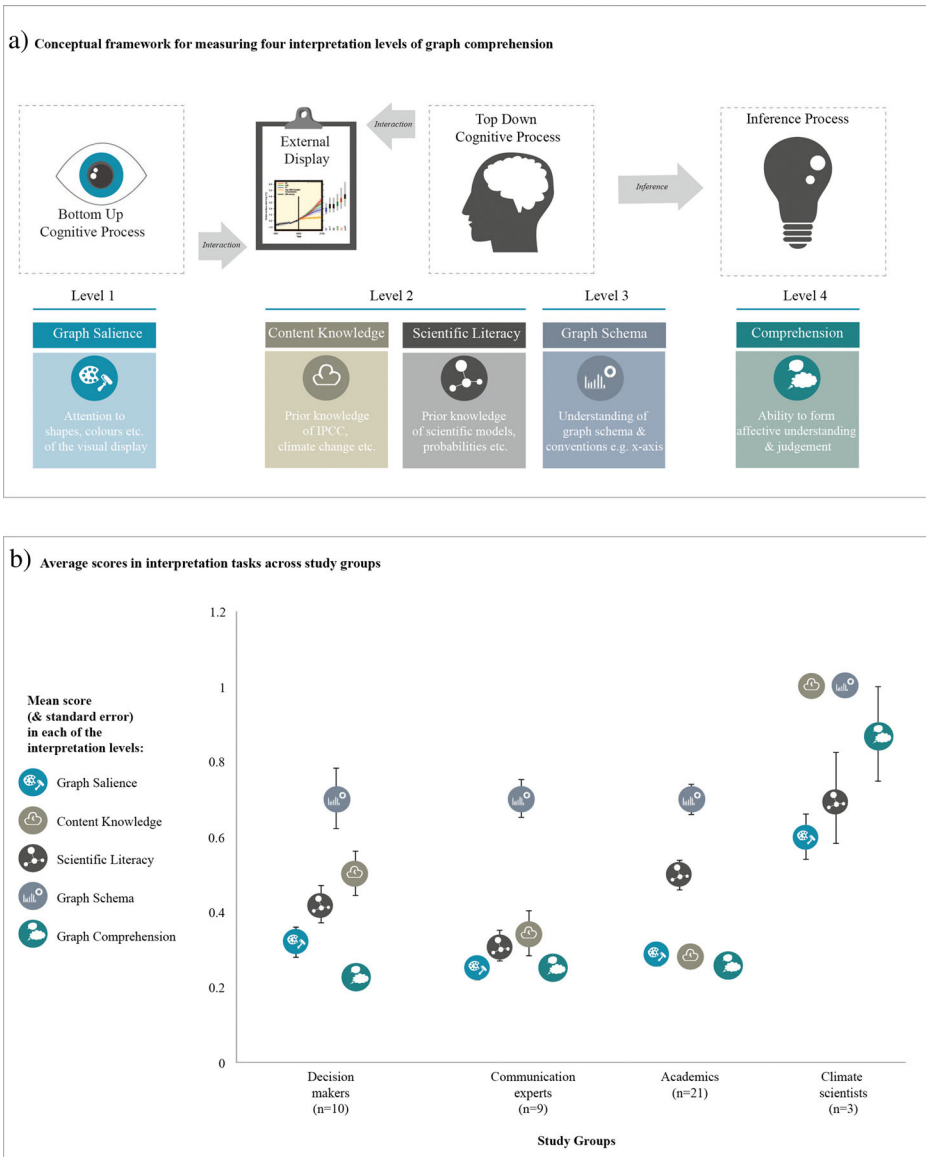 a) Conceptual framework for measuring four interpretation levels of graph comprehension
Bottom Up
Cognitive Process
Interaction
External
Display
Interaction
Top Down
Cognitive Process
Inference
Inference Process
Level 1
Level 2
Level 3
Level 4
Graph Salience
Content Knowledge
Scientific Literacy
Graph Schema
Comprehension
Attention to
shapes, colours etc.
of the visual display
Prior knowledge
of IPCC,
climate change etc.
Prior knowledge
of scientific models,
probabilities etc.
Understanding of
graph schema &
conventions e.g. x-axis
Ability to form
affective understanding
& judgement
b) Average scores in interpretation tasks across study groups
Mean score
(& standard error)
in each of the
interpretation levels:
Graph Salience
Content Knowledge
Scientific Literacy
Graph Schema
Graph Comprehension
1.2
1
0.8
0.6
0.4
0.2
0
Decision
makers
(n=10)
Communication
experts
(n=9)
Academics
(n=21)
Climate
scientists
(n=3)
Study Groups